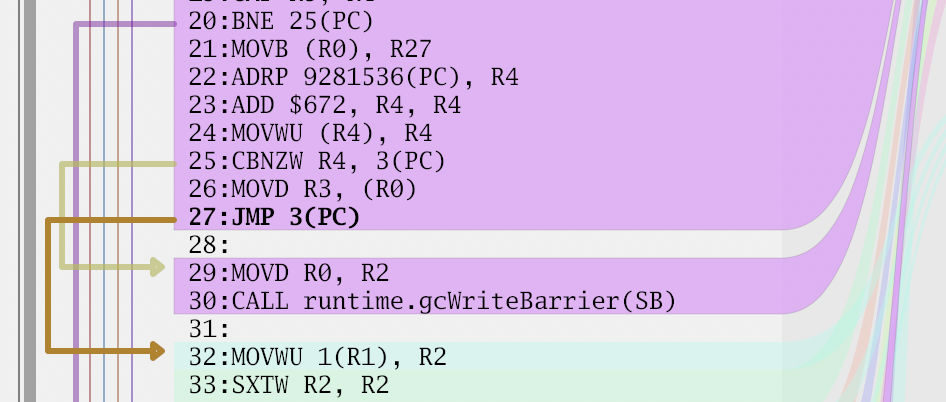 20:BNE 25(PC)
21:MOVB (R0), R27
22:ADRP 9281536(PC), R4
23:ADD $672, R4, R4
24:MOVWU (R4), R4
25:CBNZW R4, 3(PC)
26:MOVD R3, (R0)
27:JMP 3(PC)
28:
29:MOVD R0, R2
30:CALL runtime.gcWriteBarrier(SB)
31:
32:MOVWU 1(R1), R2
33:SXTW R2, R2